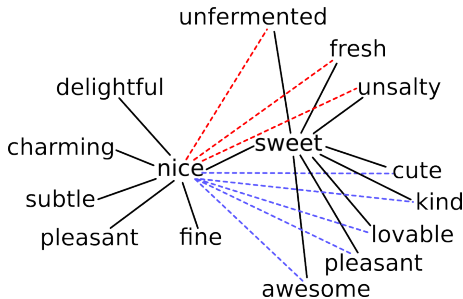 unfermented
fresh
delightful
unsalty
charming
sweet
nice
cute
subtle
kind
pleasant
fine
lovable
pleasant
awesome